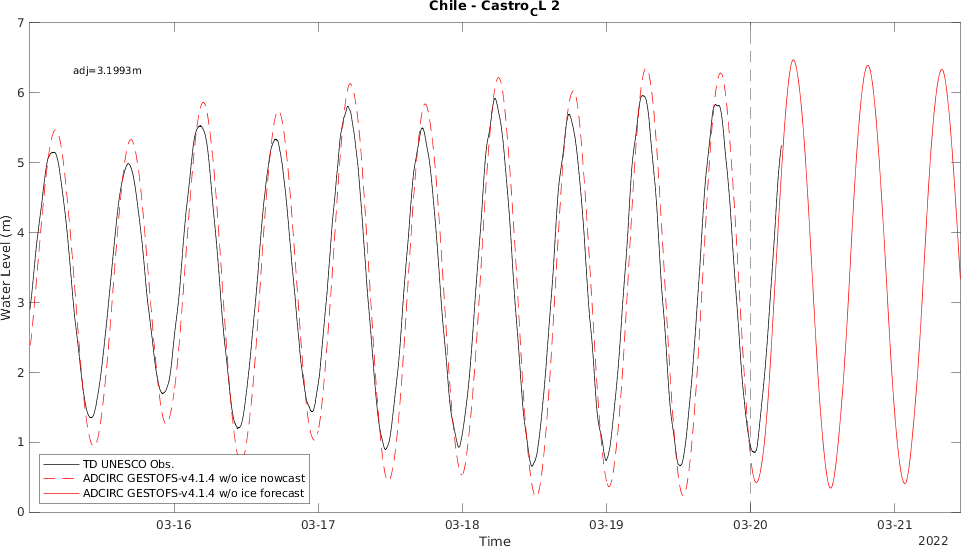 Chile - Castro_CL 2
7
adj=3.1993m
6
5
4
3
2
1
0
Water Level (m)
TD UNESCO Obs.
ADCIRC GESTOFS-v4.1.4 w/o ice nowcast
ADCIRC GESTOFS-v4.1.4 w/o ice forecast
03-16 03-17 03-18 03-19 03-20 03-21
Time
2022